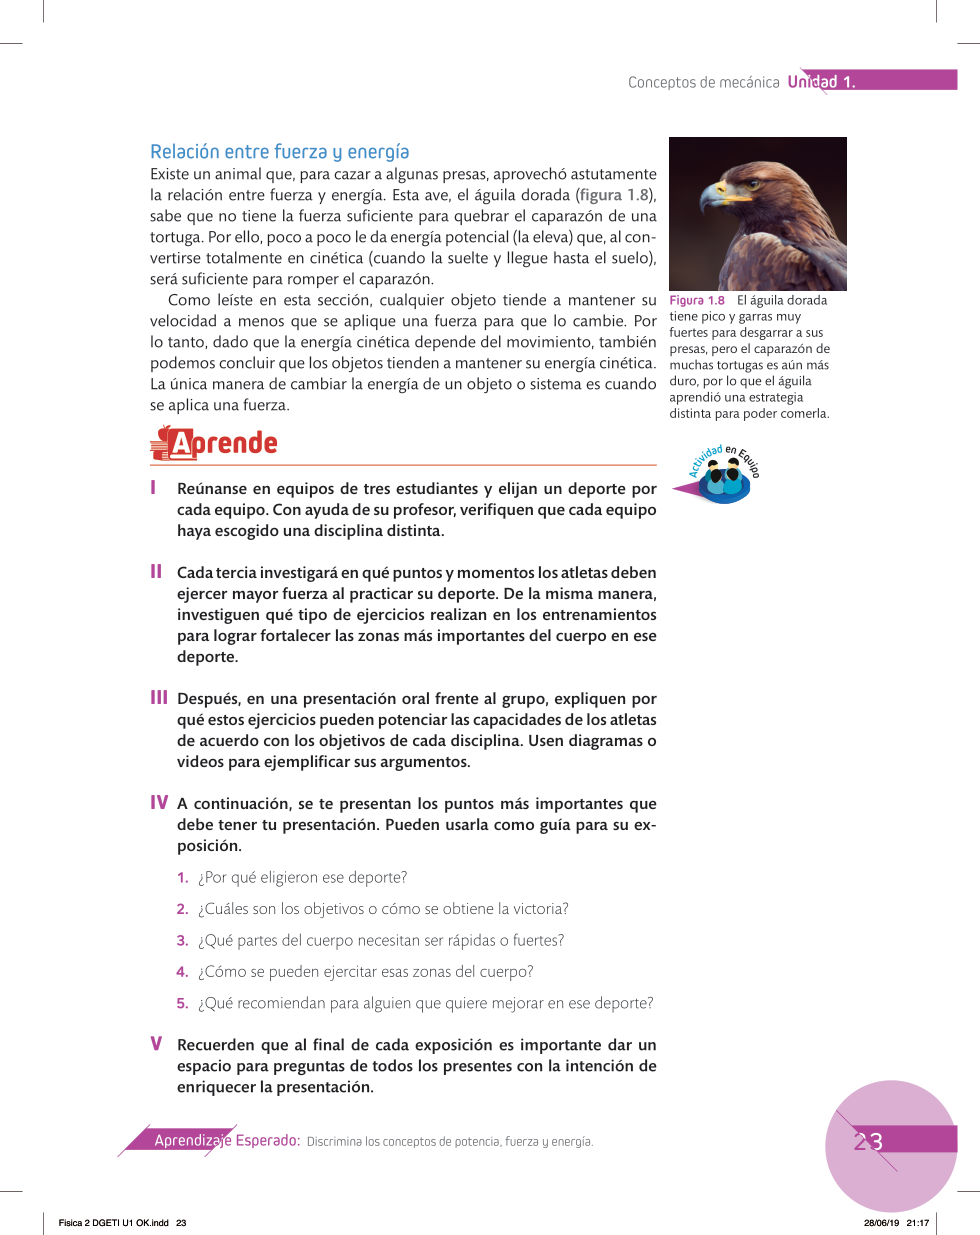 Conceptos de mecánica Unidad 1.
Relación entre fuerza y energía
Existe un animal que, para cazar a algunas presas, aprovechó astutamente
la relación entre fuerza y energía. Esta ave, el águila dorada (figura 1.8),
sabe que no tiene la fuerza suficiente para quebrar el caparazón de una
tortuga. Por ello, poco a poco le da energía potencial (la eleva) que, al con-
vertirse totalmente en cinética (cuando la suelte y llegue hasta el suelo),
será suficiente para romper el caparazón.
Como leíste en esta sección, cualquier objeto tiende a mantener su
velocidad a menos que se aplique una fuerza para que lo cambie. Por
lo tanto, dado que la energía cinética depende del movimiento, también
podemos concluir que los objetos tienden a mantener su energía cinética.
La única manera de cambiar la energía de un objeto o sistema es cuando
se aplica una fuerza.
Figura 1.8 El águila dorada
tiene pico y garras muy
fuertes para desgarrar a sus
presas, pero el caparazón de
muchas tortugas es aún más
duro, por lo que el águila
aprendió una estrategia
distinta para poder comerla.
Actividad en Equipo
Aprende
I Reúnanse en equipos de tres estudiantes y elijan un deporte por
cada equipo. Con ayuda de su profesor, verifiquen que cada equipo
haya escogido una disciplina distinta.
II Cada tercia investigará en qué puntos y momentos los atletas deben
ejercer mayor fuerza al practicar su deporte. De la misma manera,
investiguen qué tipo de ejercicios realizan en los entrenamientos
para lograr fortalecer las zonas más importantes del cuerpo en ese
deporte.
III Después, en una presentación oral frente al grupo, expliquen por
qué estos ejercicios pueden potenciar las capacidades de los atletas
de acuerdo con los objetivos de cada disciplina. Usen diagramas o
videos para ejemplificar sus argumentos.
IV A continuación, se te presentan los puntos más importantes que
debe tener tu presentación. Pueden usarla como guía para su ex-
posición.
1. ¿Por qué eligieron ese deporte?
2. ¿Cuáles son los objetivos o cómo se obtiene la victoria?
3. ¿Qué partes del cuerpo necesitan ser rápidas o fuertes?
4. ¿Cómo se pueden ejercitar esas zonas del cuerpo?
5. ¿Qué recomiendan para alguien que quiere mejorar en ese deporte?
V Recuerden que al final de cada exposición es importante dar un
espacio para preguntas de todos los presentes con la intención de
enriquecer la presentación.
Aprendizaje Esperado: Discrimina los conceptos de potencia, fuerza y energía.
23
Fisica 2 DGETI U1 OK.indd 23
28/06/19 21:17